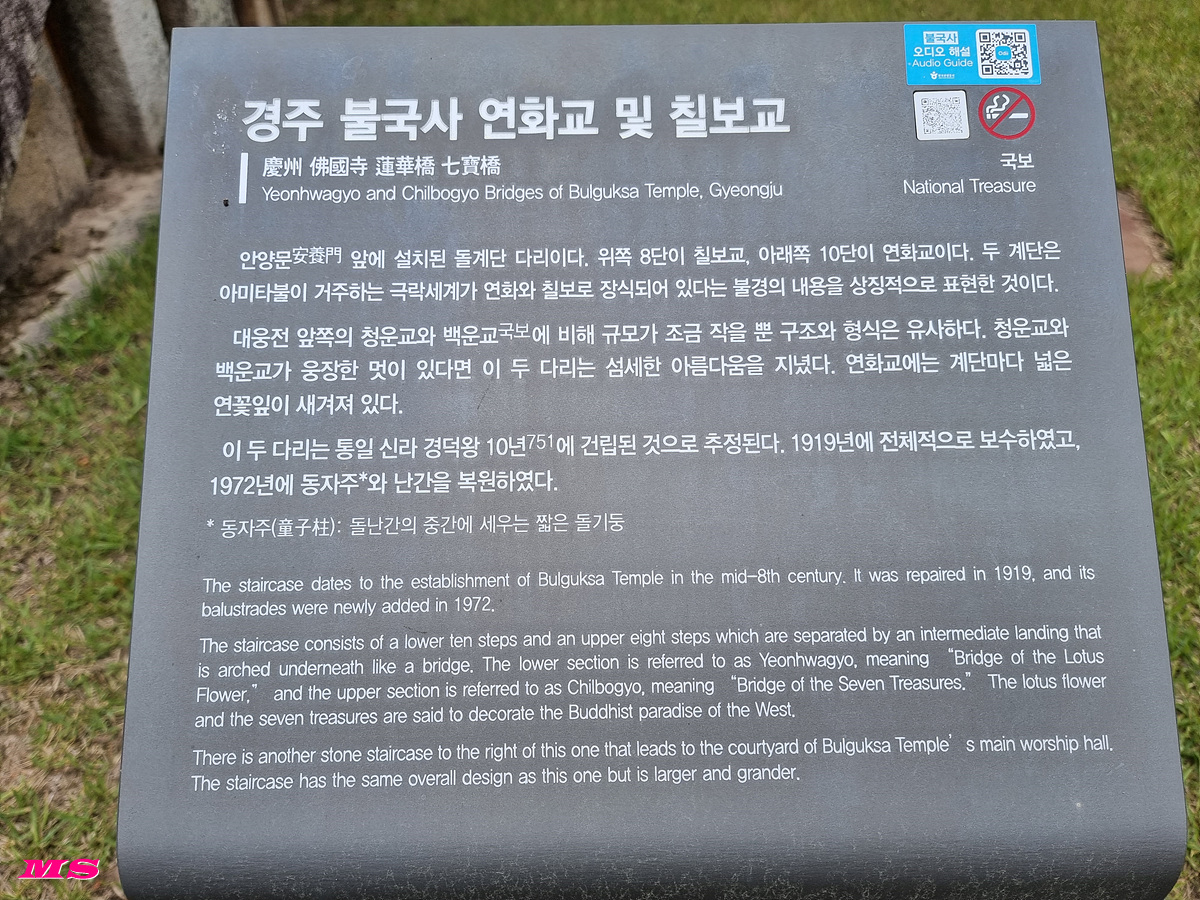 불국사
오디오 해설
Audio Guide
경주 불국사 연화교 및 칠보교
慶州 佛國寺 蓮華橋 七寶橋
국보
Yeonhwagyo and Chilbogyo Bridges of Bulguksa Temple, Gyeongju
National Treasure
안양문安養門 앞에 설치된 돌계단 다리이다. 위쪽 8단이 칠보교, 아래쪽 10단이 연화교이다. 두 계단은
아미타불이 거주하는 극락세계가 연화와 칠보로 장식되어 있다는 불경의 내용을 상징적으로 표현한 것이다.
대웅전 앞쪽의 청운교와 백운교국보에 비해 규모가 조금 작을 뿐 구조와 형식은 유사하다. 청운교와
백운교가 웅장한 멋이 있다면 이 두 다리는 섬세한 아름다움을 지녔다. 연화교에는 계단마다 넓은
연꽃잎이 새겨져 있다.
이 두 다리는 통일 신라 경덕왕 10년751에 건립된 것으로 추정된다. 1919년에 전체적으로 보수하였고,
1972년에 동자주*와 난간을 복원하였다.
* 동자주(童子柱): 돌난간의 중간에 세우는 짧은 돌기둥
The staircase dates to the establishment of Bulguksa Temple in the mid-8th century. It was repaired in 1919, and its
balustrades were newly added in 1972.
The staircase consists of a lower ten steps and an upper eight steps which are separated by an intermediate landing that
is arched underneath like a bridge. The lower section is referred to as Yeonhwagyo, meaning “Bridge of the Lotus
Flower,” and the upper section is referred to as Chilbogyo, meaning “Bridge of the Seven Treasures.” The lotus flower
and the seven treasures are said to decorate the Buddhist paradise of the West.
There is another stone staircase to the right of this one that leads to the courtyard of Bulguksa Temple’s main worship hall.
The staircase has the same overall design as this one but is larger and grander.
MS